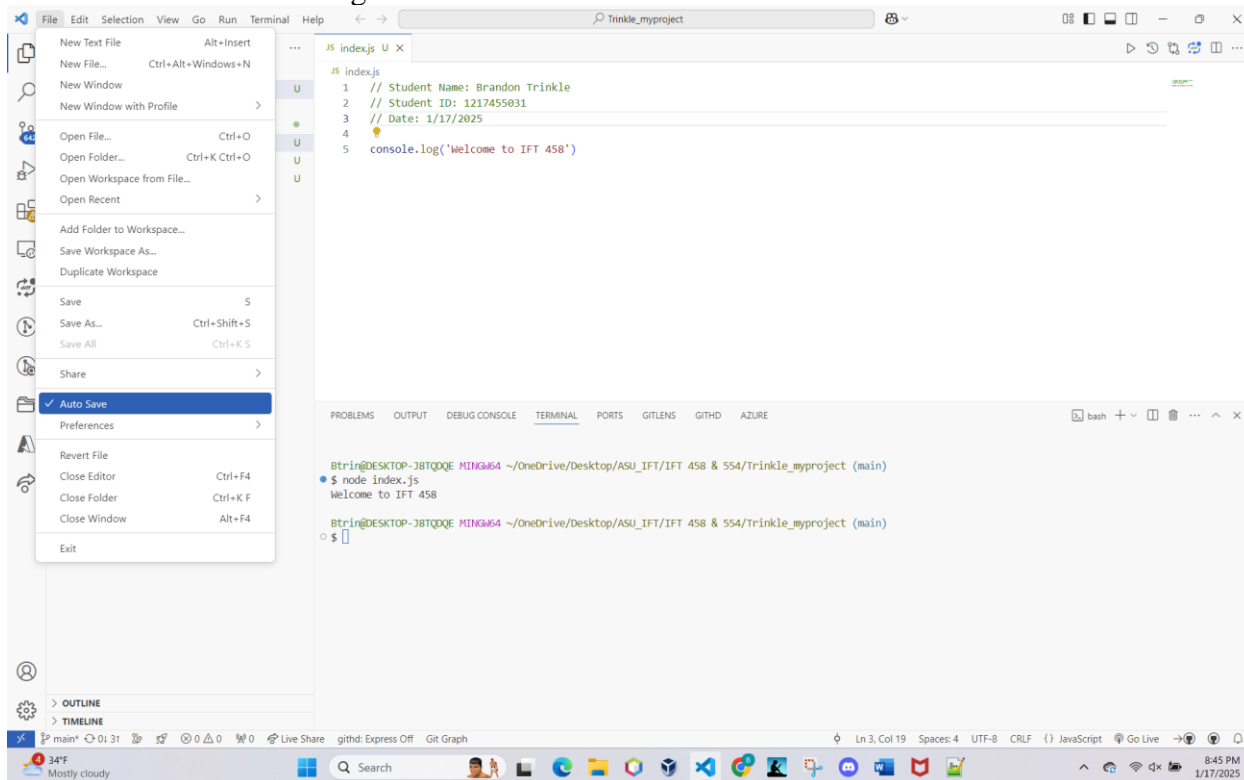 File Edit Selection View Go Run Terminal Help
Trinkle_myproject
New Text File Alt+Insert
New File... Ctrl+Alt+Windows+N
New Window
New Window with Profile
Open File... Ctrl+O
Open Folder... Ctrl+K Ctrl+O
Open Workspace from File...
Open Recent
Add Folder to Workspace...
Save Workspace As...
Duplicate Workspace
Save S
Save As... Ctrl+Shift+S
Save All Ctrl+K S
Share
Auto Save
Preferences
Revert File
Close Editor Ctrl+F4
Close Folder Ctrl+K F
Close Window Alt+F4
Exit
U
U
U
U
642
JS index.js U
JS index.js
1 // Student Name: Brandon Trinkle
2 // Student ID: 1217455031
3 // Date: 1/17/2025
4
5 console.log('Welcome to IFT 458')
PROBLEMS OUTPUT DEBUG CONSOLE TERMINAL PORTS GITLENS GITHD AZURE
bash
Btrin@DESKTOP-J8TQDQE MINGW64 ~/OneDrive/Desktop/ASU_IFT/IFT 458 & 554/Trinkle_myproject (main)
$ node index.js
Welcome to IFT 458
Btrin@DESKTOP-J8TQDQE MINGW64 ~/OneDrive/Desktop/ASU_IFT/IFT 458 & 554/Trinkle_myproject (main)
$
OUTLINE
TIMELINE
main* 0↓ 3↑ 0 0 0 Live Share githd: Express Off Git Graph Ln 3, Col 19 Spaces: 4 UTF-8 CRLF {} JavaScript Go Live
4 34°F
Mostly cloudy
Search
8:45 PM
1/17/2025